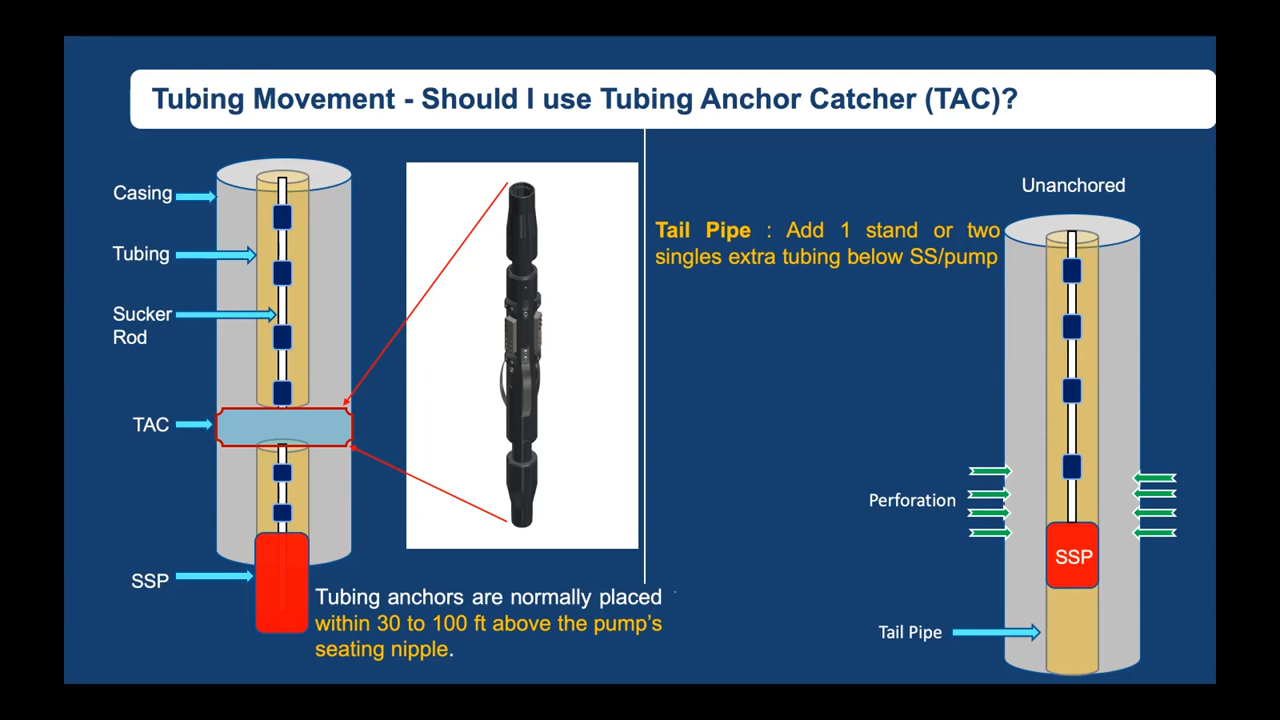 Tubing Movement - Should I use Tubing Anchor Catcher (TAC)?
Casing
Tubing
Sucker
Rod
TAC
SSP
Tubing anchors are normally placed
within 30 to 100 ft above the pump's
seating nipple.
Tail Pipe : Add 1 stand or two
singles extra tubing below SS/pump
Unanchored
Perforation
SSP
Tail Pipe